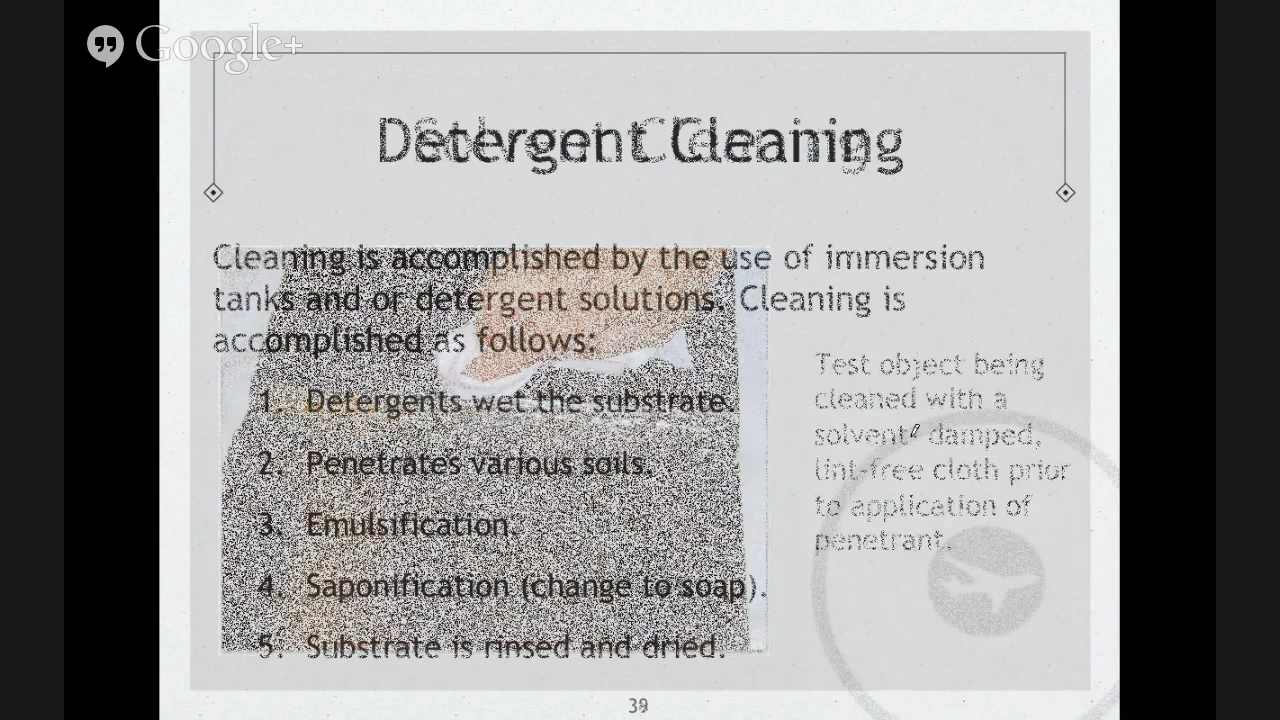 Google+
Detergent Cleaning
Cleaning is accomplished by the use of immersion
tanks and or detergent solutions. Cleaning is
accomplished as follows:
1. Detergents wet the substrate.
2. Penetrates various soils.
3. Emulsification.
4. Saponification (change to soap).
5. Substrate is rinsed and dried.
Test object being
cleaned with a
solvent damped,
lint-free cloth prior
to application of
penetrant.